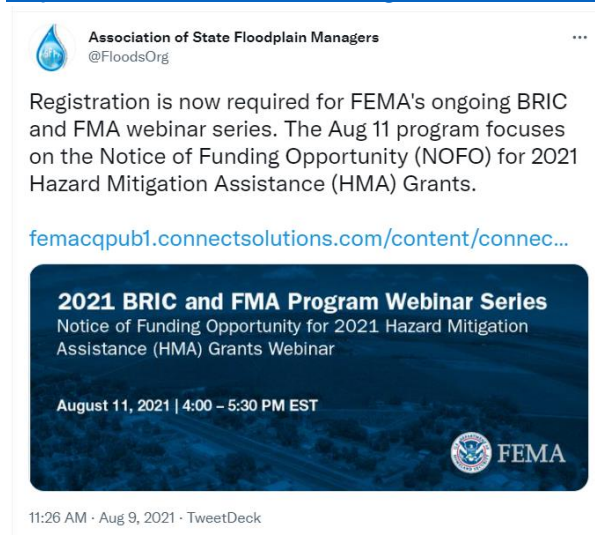 Association of State Floodplain Managers
@FloodsOrg
Registration is now required for FEMA's ongoing BRIC
and FMA webinar series. The Aug 11 program focuses
on the Notice of Funding Opportunity (NOFO) for 2021
Hazard Mitigation Assistance (HMA) Grants.
femacqpub1.connectsolutions.com/content/connec...
2021 BRIC and FMA Program Webinar Series
Notice of Funding Opportunity for 2021 Hazard Mitigation
Assistance (HMA) Grants Webinar
August 11, 2021 | 4:00 – 5:30 PM EST
FEMA
11:26 AM · Aug 9, 2021 · TweetDeck